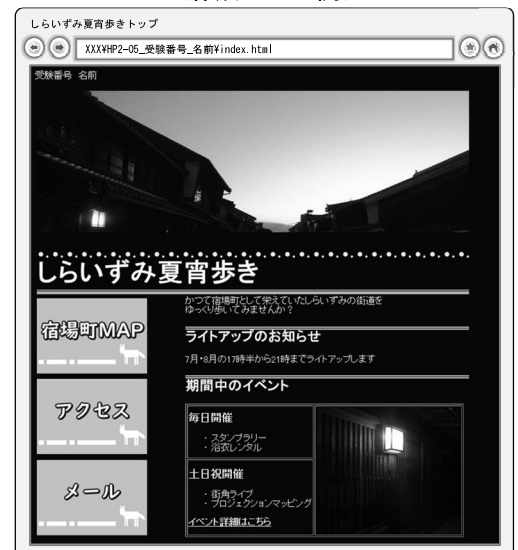 しらいずみ夏宵歩きトップ
XXX¥HP2-05_受験番号_名前¥index.html
受験番号 名前
しらいずみ夏宵歩き
宿場町MAP
アクセス
メール
かつて宿場町として栄えていたしらいずみの街道を
ゆっくり歩いてみませんか？
ライトアップのお知らせ
7月・8月の17時半から21時までライトアップします
期間中のイベント
毎日開催
・スタンプラリー
・浴衣レンタル
土日祝開催
・街角ライブ
・プロジェクションマッピング
イベント詳細はこちら